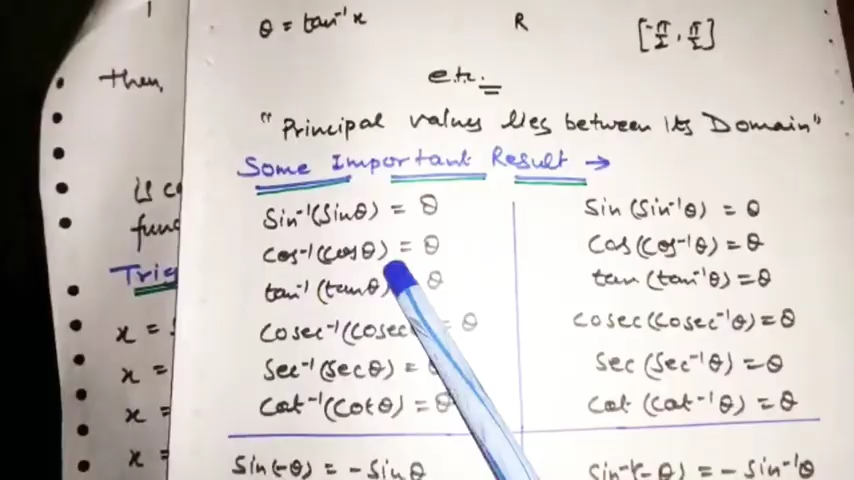 θ = tan⁻¹x R [-π/2, π/2]
then, etc.
"Principal values lies between its Domain"
Some Important Result →
Sin⁻¹(Sinθ) = θ Sin(Sin⁻¹θ) = θ
Cos⁻¹(Cosθ) = θ Cos(Cos⁻¹θ) = θ
tan⁻¹(tanθ) θ tan(tan⁻¹θ) = θ
Cosec⁻¹(Cosec = θ Cosec(Cosec⁻¹θ) = θ
Sec⁻¹(Secθ) = θ Sec(Sec⁻¹θ) = θ
Cot⁻¹(Cotθ) = θ Cot(Cot⁻¹θ) = θ
Sin(-θ) = -Sinθ Sin⁻¹(-θ) = -Sin⁻¹θ
is
func
Trig
x =
x =
x =
x =